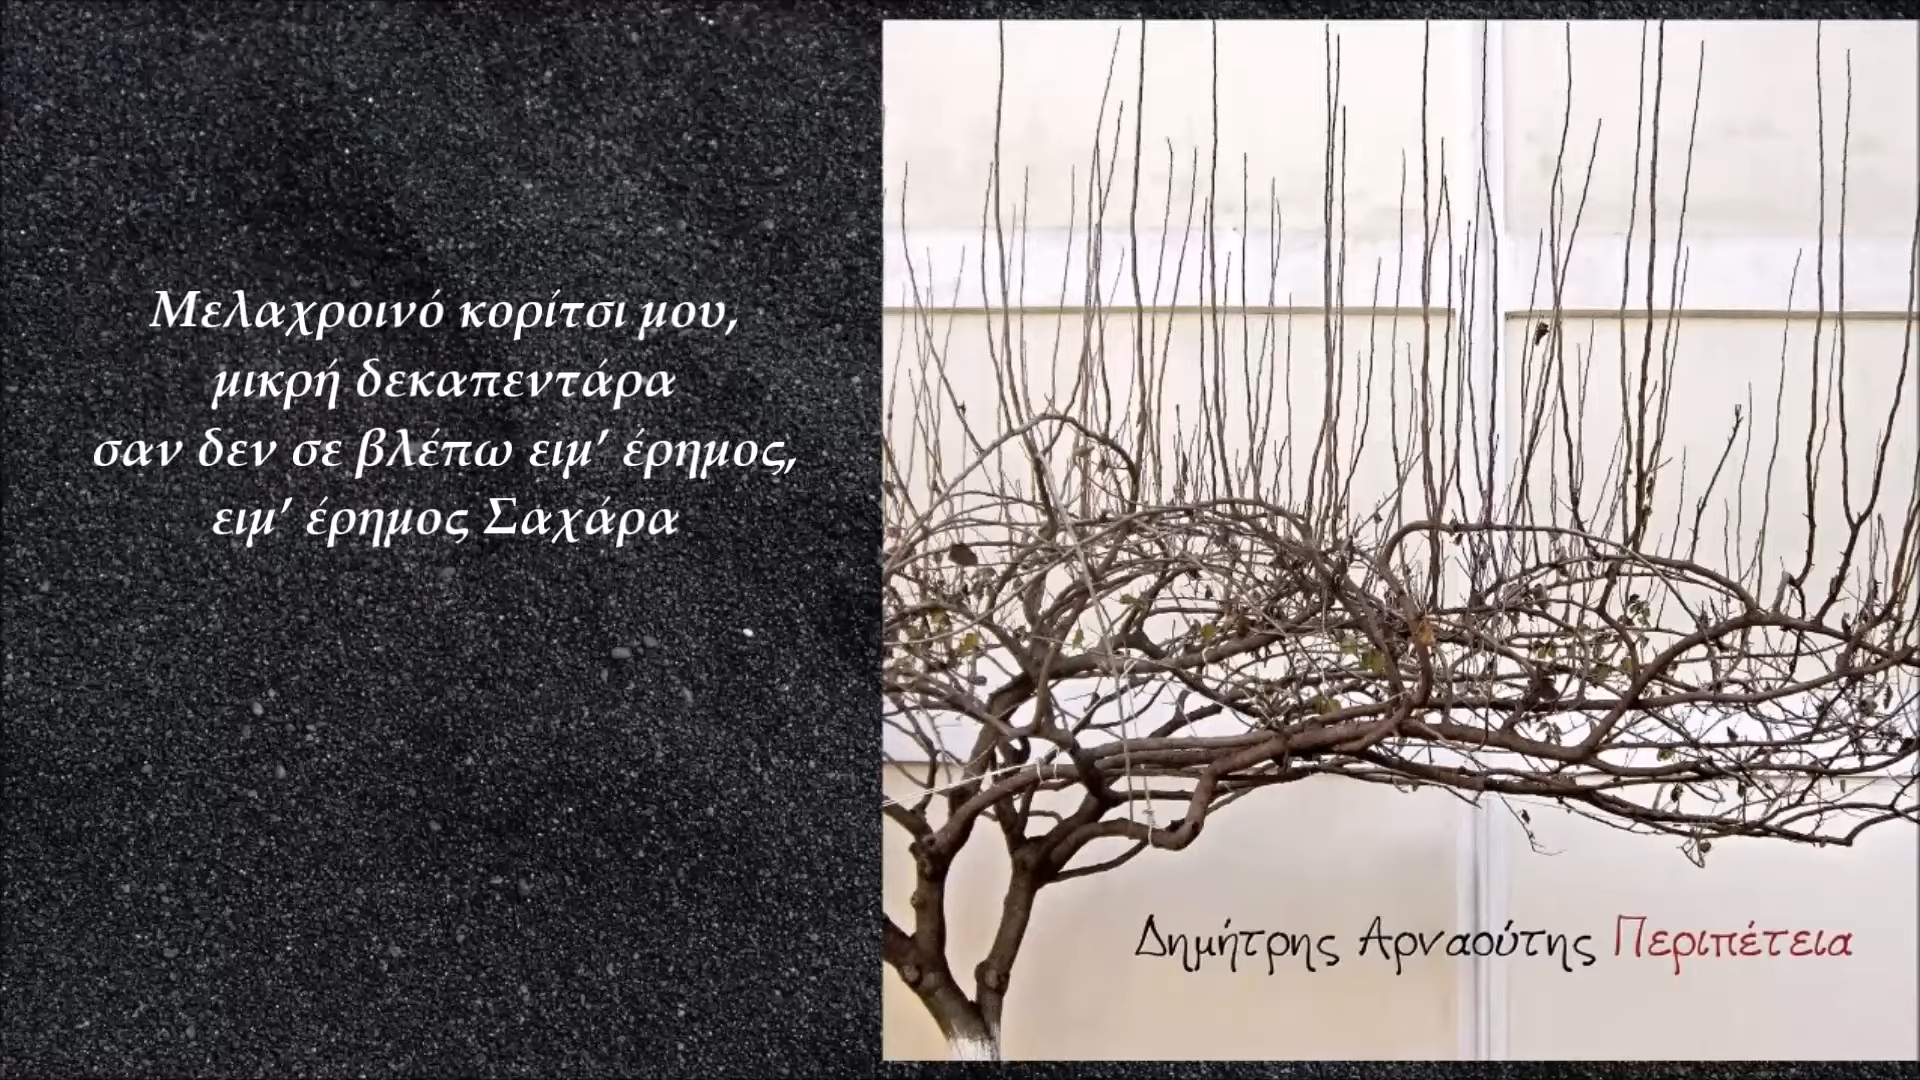 Μελαχροινό κορίτσι μου,
μικρή δεκαπεντάρα
σαν δεν σε βλέπω ειμ' έρημος,
ειμ' έρημος Σαχάρα
Δημήτρης Αρναούτης Περιπέτεια